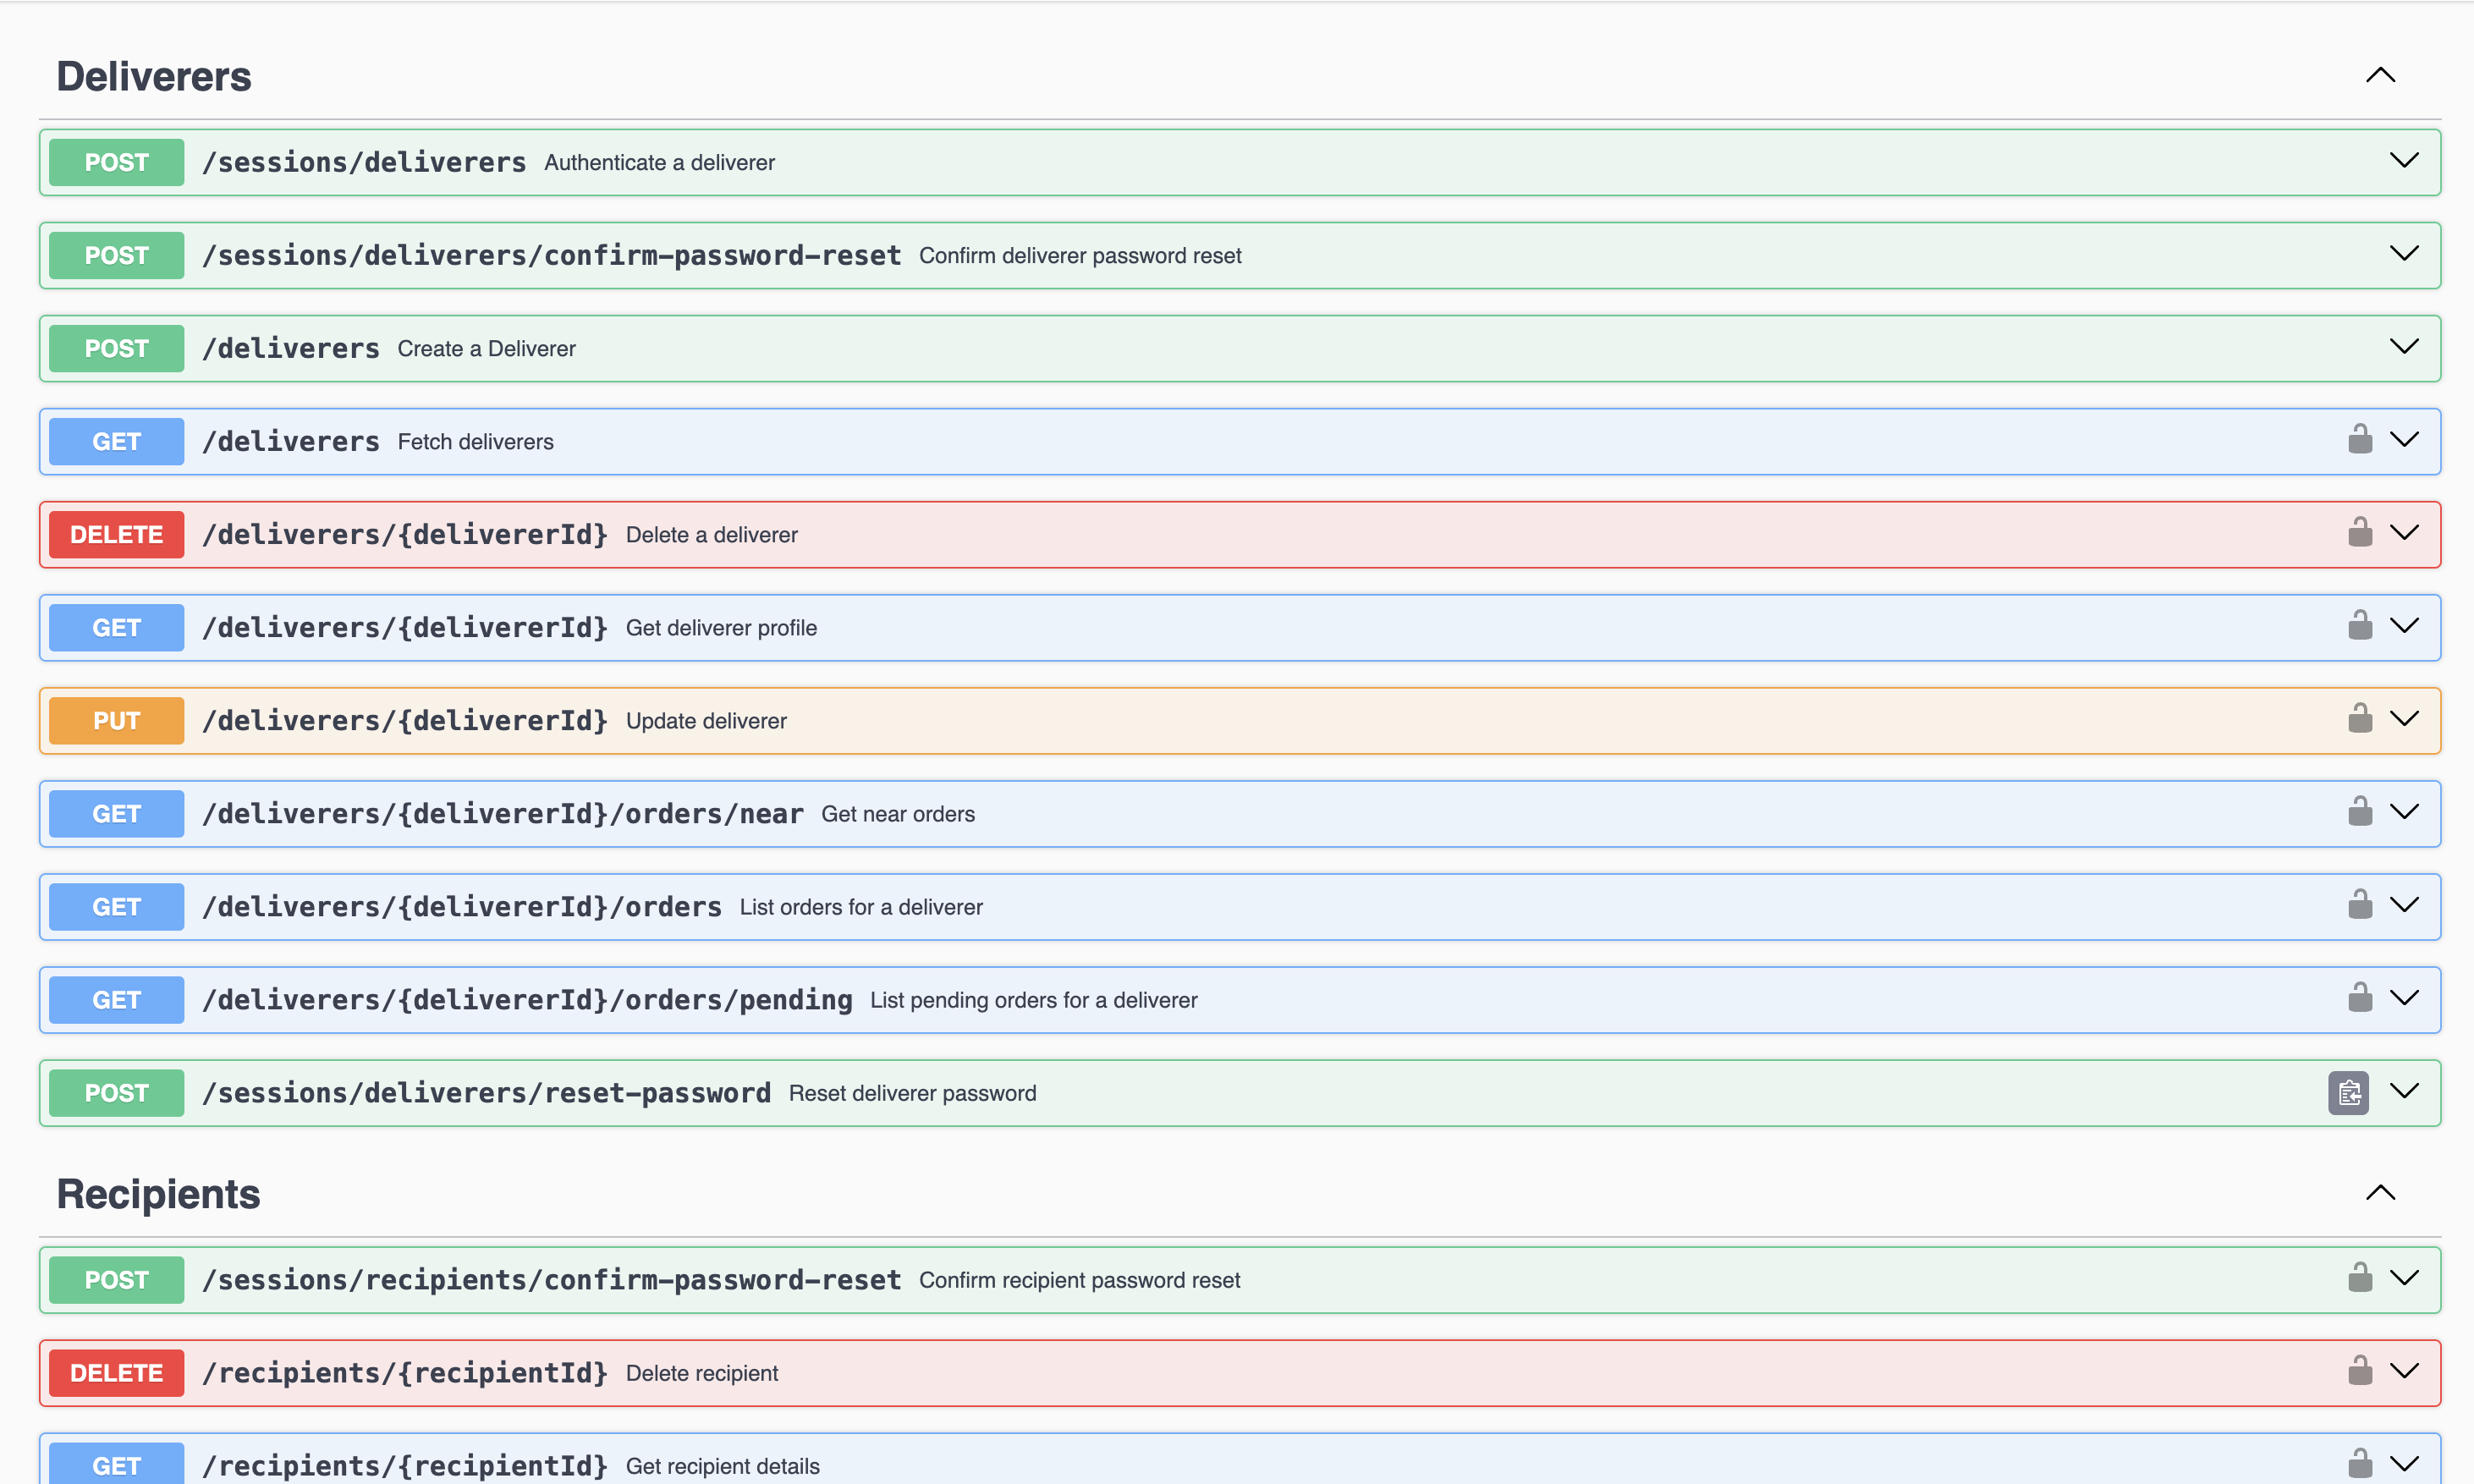 Deliverers
POST /sessions/deliverers Authenticate a deliverer
POST /sessions/deliverers/confirm-password-reset Confirm deliverer password reset
POST /deliverers Create a Deliverer
GET /deliverers Fetch deliverers
DELETE /deliverers/{delivererId} Delete a deliverer
GET /deliverers/{delivererId} Get deliverer profile
PUT /deliverers/{delivererId} Update deliverer
GET /deliverers/{delivererId}/orders/near Get near orders
GET /deliverers/{delivererId}/orders List orders for a deliverer
GET /deliverers/{delivererId}/orders/pending List pending orders for a deliverer
POST /sessions/deliverers/reset-password Reset deliverer password
Recipients
POST /sessions/recipients/confirm-password-reset Confirm recipient password reset
DELETE /recipients/{recipientId} Delete recipient
GET /recipients/{recipientId} Get recipient details